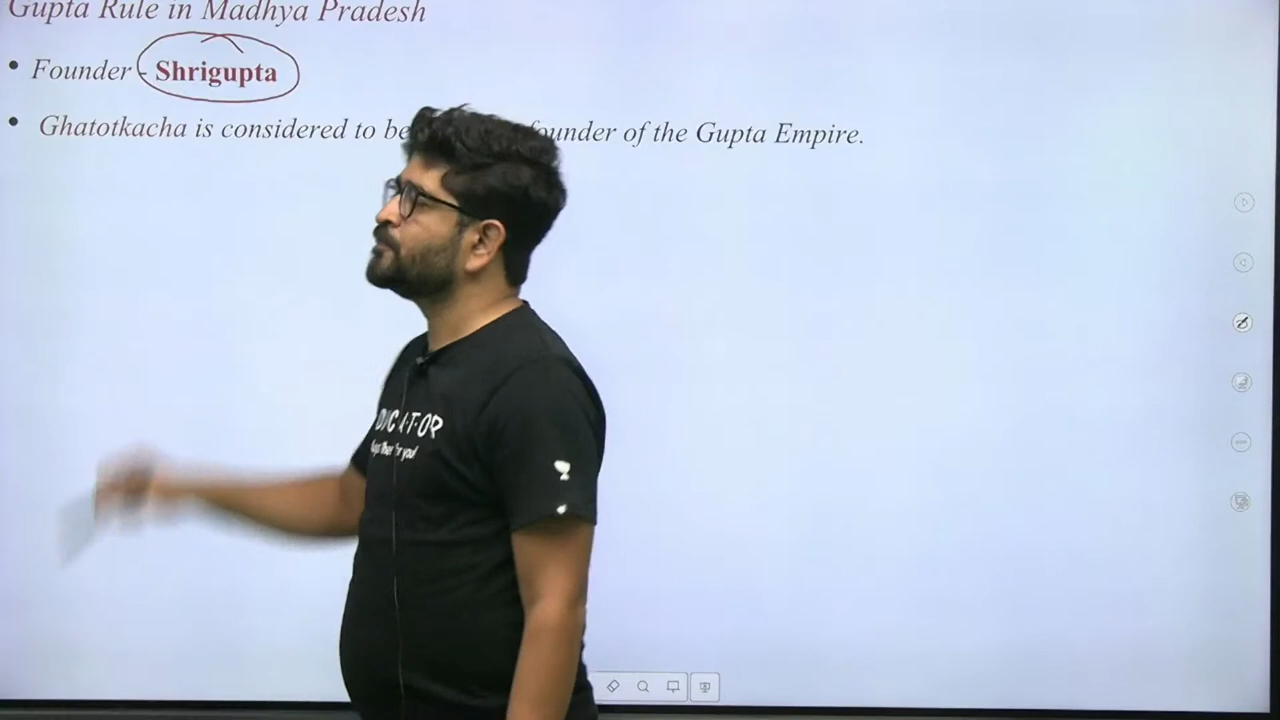 Gupta Rule in Madhya Pradesh
• Founder - Shrigupta
• Ghatotkacha is considered to be founder of the Gupta Empire.